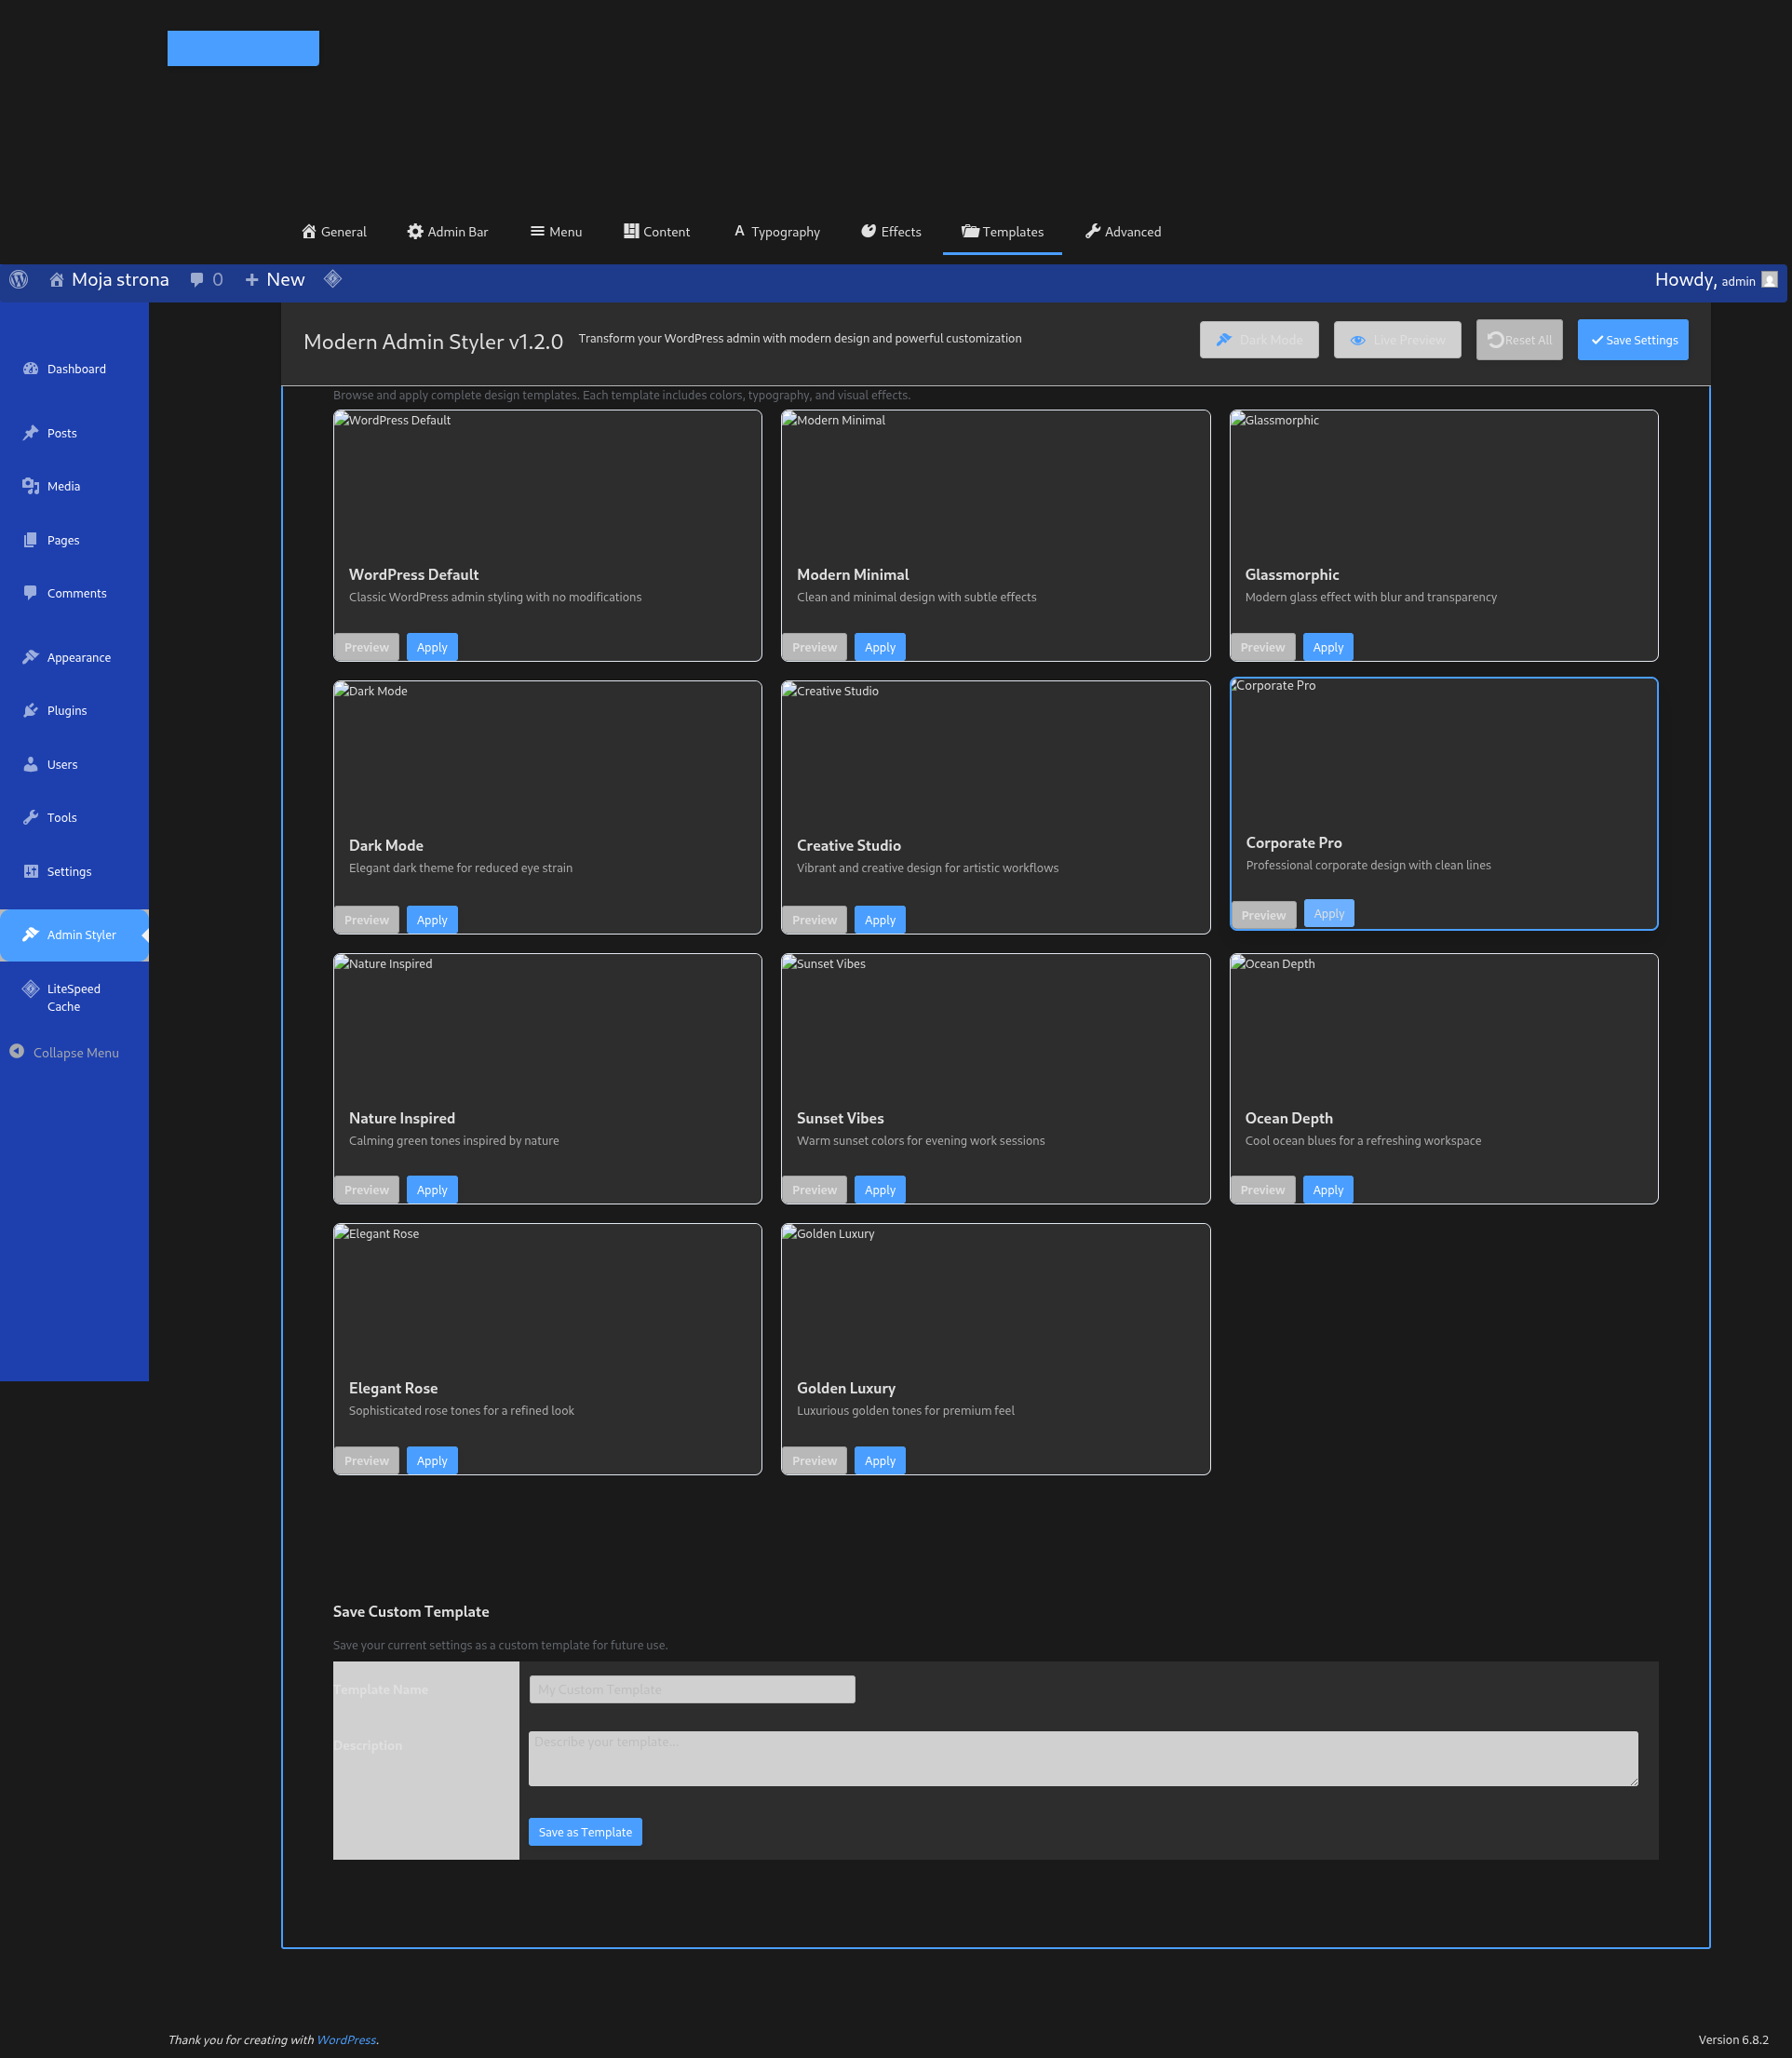 General Admin Bar Menu Content Typography Effects Templates Advanced
Moja strona 0 New Howdy, admin
Modern Admin Styler v1.2.0 Transform your WordPress admin with modern design and powerful customization Dark Mode Live Preview Reset All Save Settings
Dashboard
Posts
Media
Pages
Comments
Appearance
Plugins
Users
Tools
Settings
Admin Styler
LiteSpeed
Cache
Collapse Menu
Browse and apply complete design templates. Each template includes colors, typography, and visual effects.
WordPress Default
WordPress Default
Classic WordPress admin styling with no modifications
Preview Apply
Modern Minimal
Modern Minimal
Clean and minimal design with subtle effects
Preview Apply
Glassmorphic
Glassmorphic
Modern glass effect with blur and transparency
Preview Apply
Dark Mode
Dark Mode
Elegant dark theme for reduced eye strain
Preview Apply
Creative Studio
Creative Studio
Vibrant and creative design for artistic workflows
Preview Apply
Corporate Pro
Corporate Pro
Professional corporate design with clean lines
Preview Apply
Nature Inspired
Nature Inspired
Calming green tones inspired by nature
Preview Apply
Sunset Vibes
Sunset Vibes
Warm sunset colors for evening work sessions
Preview Apply
Ocean Depth
Ocean Depth
Cool ocean blues for a refreshing workspace
Preview Apply
Elegant Rose
Elegant Rose
Sophisticated rose tones for a refined look
Preview Apply
Golden Luxury
Golden Luxury
Luxurious golden tones for premium feel
Preview Apply
Save Custom Template
Save your current settings as a custom template for future use.
Template Name My Custom Template
Description Describe your template...
Save as Template
Thank you for creating with WordPress. Version 6.8.2